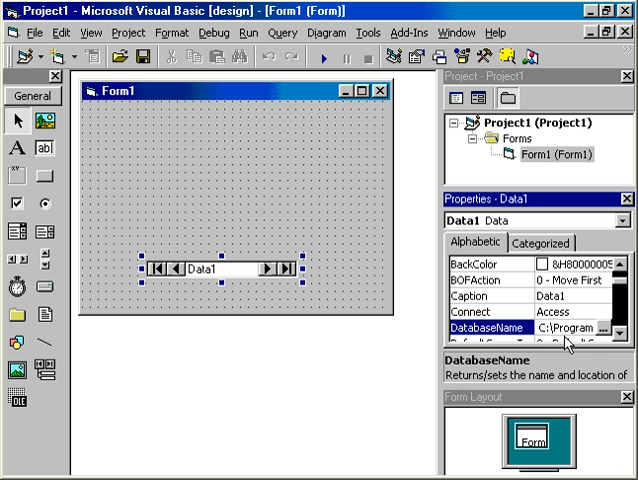 Project1 - Microsoft Visual Basic [design] - [Form1 (Form)]
File Edit View Project Format Debug Run Query Diagram Tools Add-Ins Window Help
General
A
ab|
xy
OLE
Form1
Data1
Project - Project1
Project1 (Project1)
Forms
Form1 (Form1)
Properties - Data1
Data1 Data
Alphabetic Categorized
BackColor &H80000005
BOFAction 0 - Move First
Caption Data1
Connect Access
DatabaseName C:\Program ...
DatabaseName
Returns/sets the name and location of
Form Layout
Form